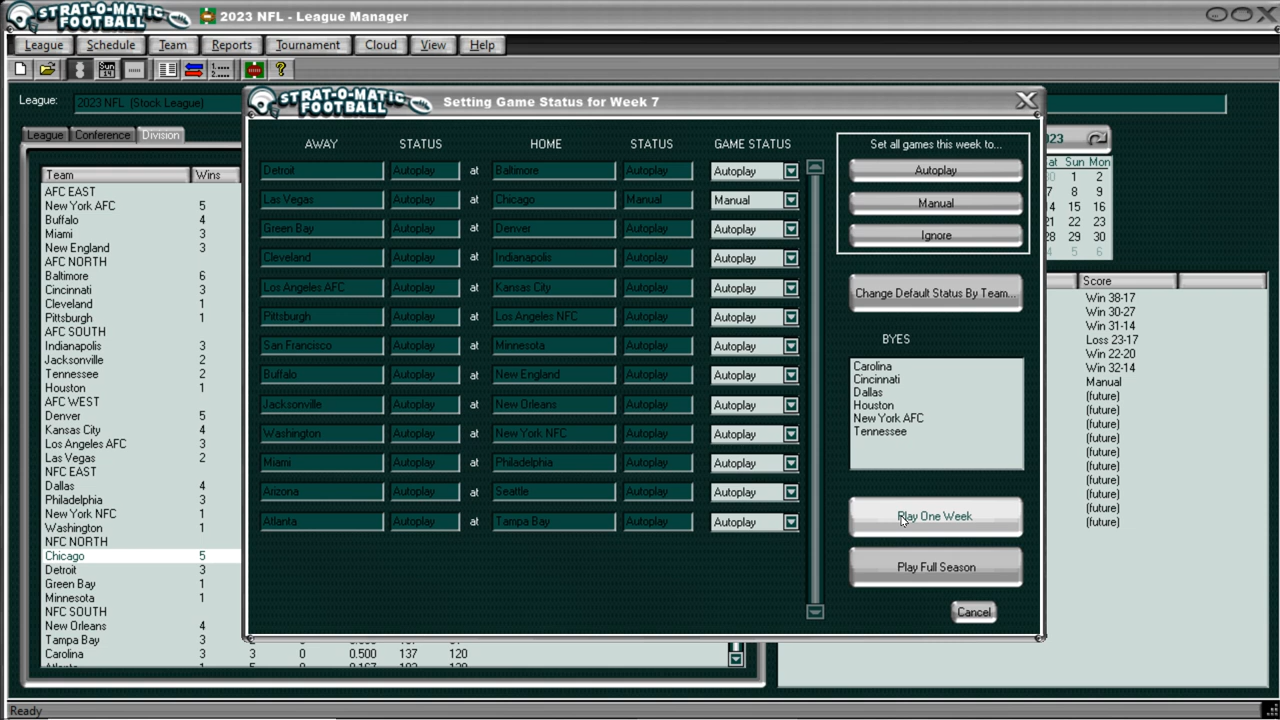 STRAT-O-MATIC FOOTBALL 2023 NFL - League Manager
League Schedule Team Reports Tournament Cloud View Help
League: 2023 NFL (Stock League)
League Conference Division
Team Wins
AFC EAST
New York AFC 5
Buffalo 4
Miami 3
New England 3
AFC NORTH
Baltimore 6
Cincinnati 3
Cleveland 1
Pittsburgh 1
AFC SOUTH
Indianapolis 3
Jacksonville 2
Tennessee 2
Houston 1
AFC WEST
Denver 5
Kansas City 4
Los Angeles AFC 3
Las Vegas 2
NFC EAST
Dallas 4
Philadelphia 3
New York NFC 1
Washington 1
NFC NORTH
Chicago 5
Detroit 3
Green Bay 1
Minnesota 1
NFC SOUTH
New Orleans 4
Tampa Bay 3
Carolina 3 3 0 0.500 137 120
STRAT-O-MATIC FOOTBALL Setting Game Status for Week 7
AWAY STATUS HOME STATUS GAME STATUS
Detroit Autoplay at Baltimore Autoplay Autoplay
Las Vegas Autoplay at Chicago Manual Manual
Green Bay Autoplay at Denver Autoplay Autoplay
Cleveland Autoplay at Indianapolis Autoplay Autoplay
Los Angeles AFC Autoplay at Kansas City Autoplay Autoplay
Pittsburgh Autoplay at Los Angeles NFC Autoplay Autoplay
San Francisco Autoplay at Minnesota Autoplay Autoplay
Buffalo Autoplay at New England Autoplay Autoplay
Jacksonville Autoplay at New Orleans Autoplay Autoplay
Washington Autoplay at New York NFC Autoplay Autoplay
Miami Autoplay at Philadelphia Autoplay Autoplay
Arizona Autoplay at Seattle Autoplay Autoplay
Atlanta Autoplay at Tampa Bay Autoplay Autoplay
Set all games this week to...
Autoplay
Manual
Ignore
Change Default Status By Team...
BYES
Carolina
Cincinnati
Dallas
Houston
New York AFC
Tennessee
Play One Week
Play Full Season
Cancel
23
at Sun Mon
1 2
7 8 9
14 15 16
21 22 23
28 29 30
4 5 6
Score
Win 38-17
Win 30-27
Win 31-14
Loss 23-17
Win 22-20
Win 32-14
Manual
(future)
(future)
(future)
(future)
(future)
(future)
(future)
(future)
(future)
(future)
Ready